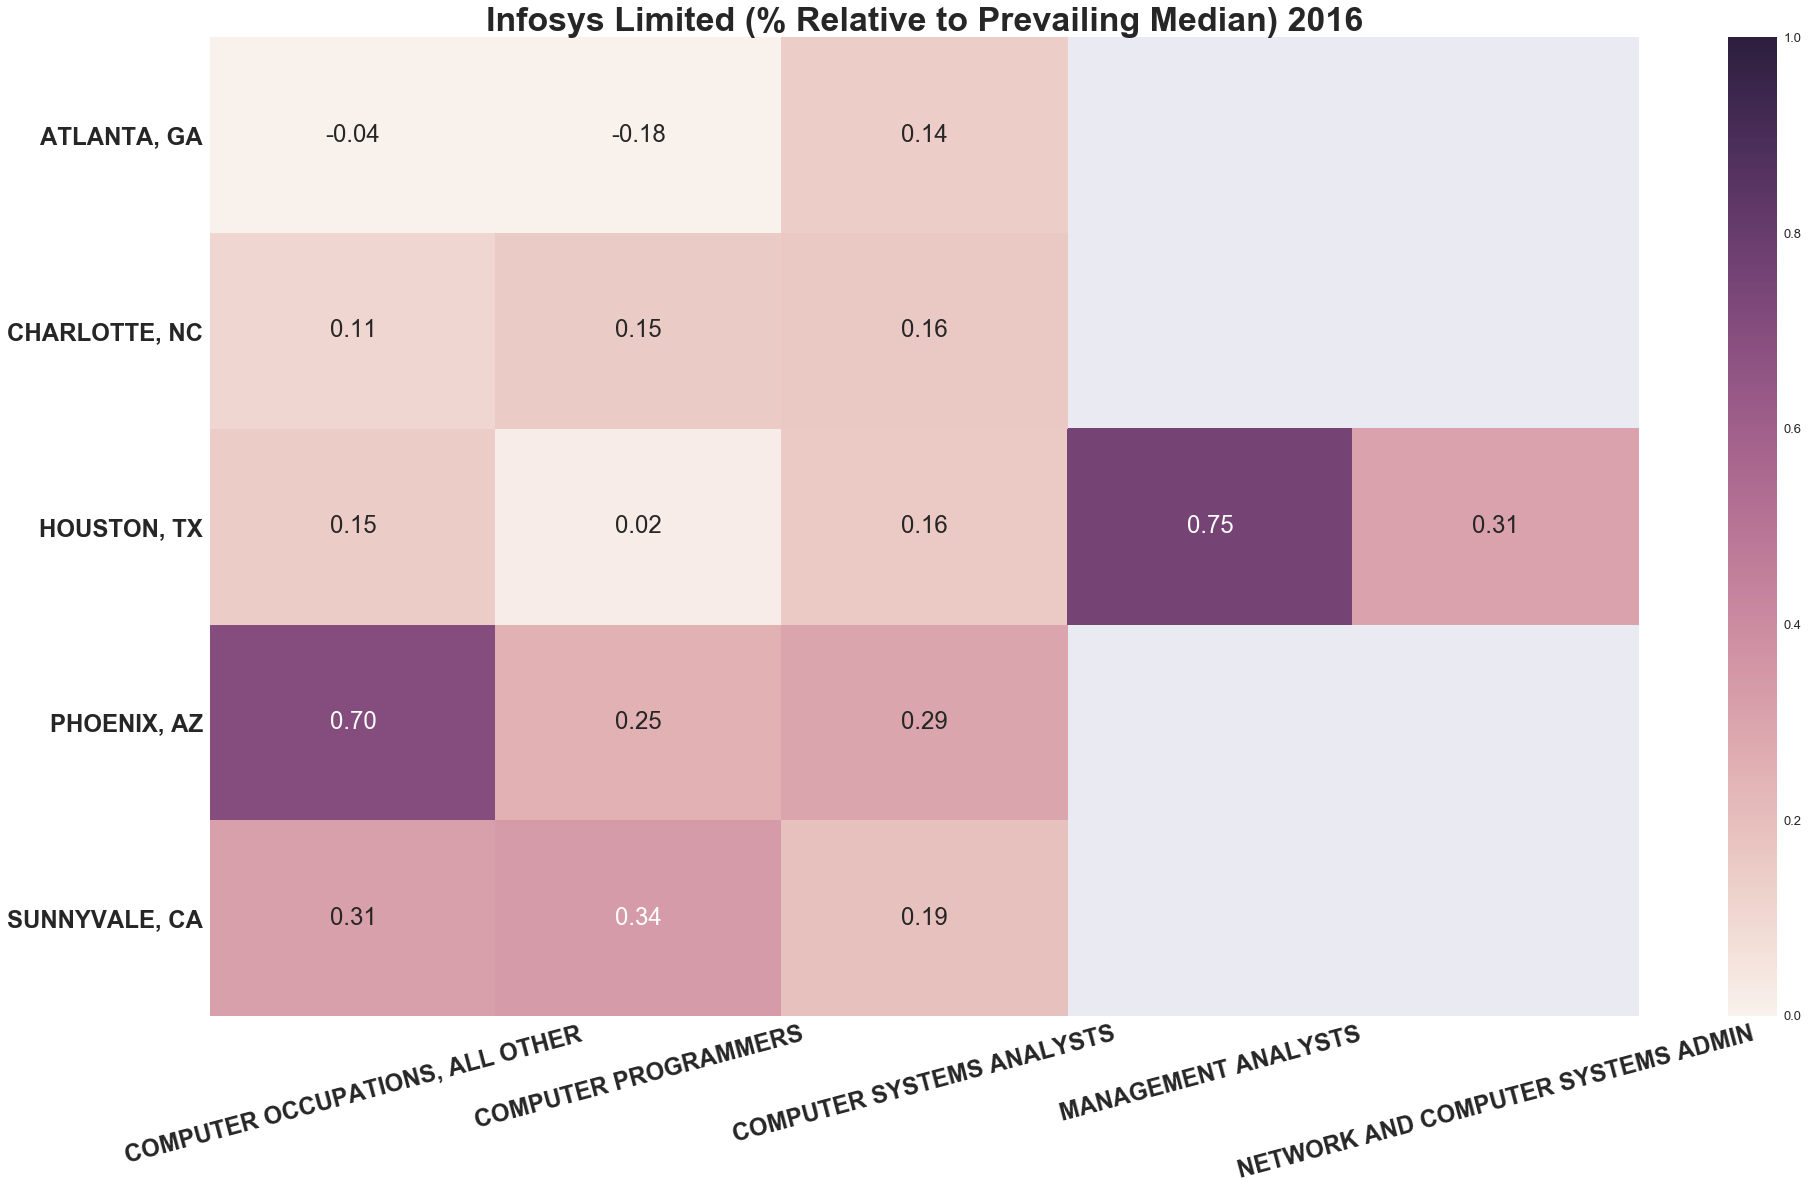 Infosys Limited (% Relative to Prevailing Median) 2016
1.0
ATLANTA, GA -0.04 -0.18 0.14
0.8
CHARLOTTE, NC 0.11 0.15 0.16
0.6
HOUSTON, TX 0.15 0.02 0.16 0.75 0.31
0.4
PHOENIX, AZ 0.70 0.25 0.29
0.2
SUNNYVALE, CA 0.31 0.34 0.19
0.0
COMPUTER OCCUPATIONS, ALL OTHER
COMPUTER PROGRAMMERS
COMPUTER SYSTEMS ANALYSTS
MANAGEMENT ANALYSTS
NETWORK AND COMPUTER SYSTEMS ADMIN